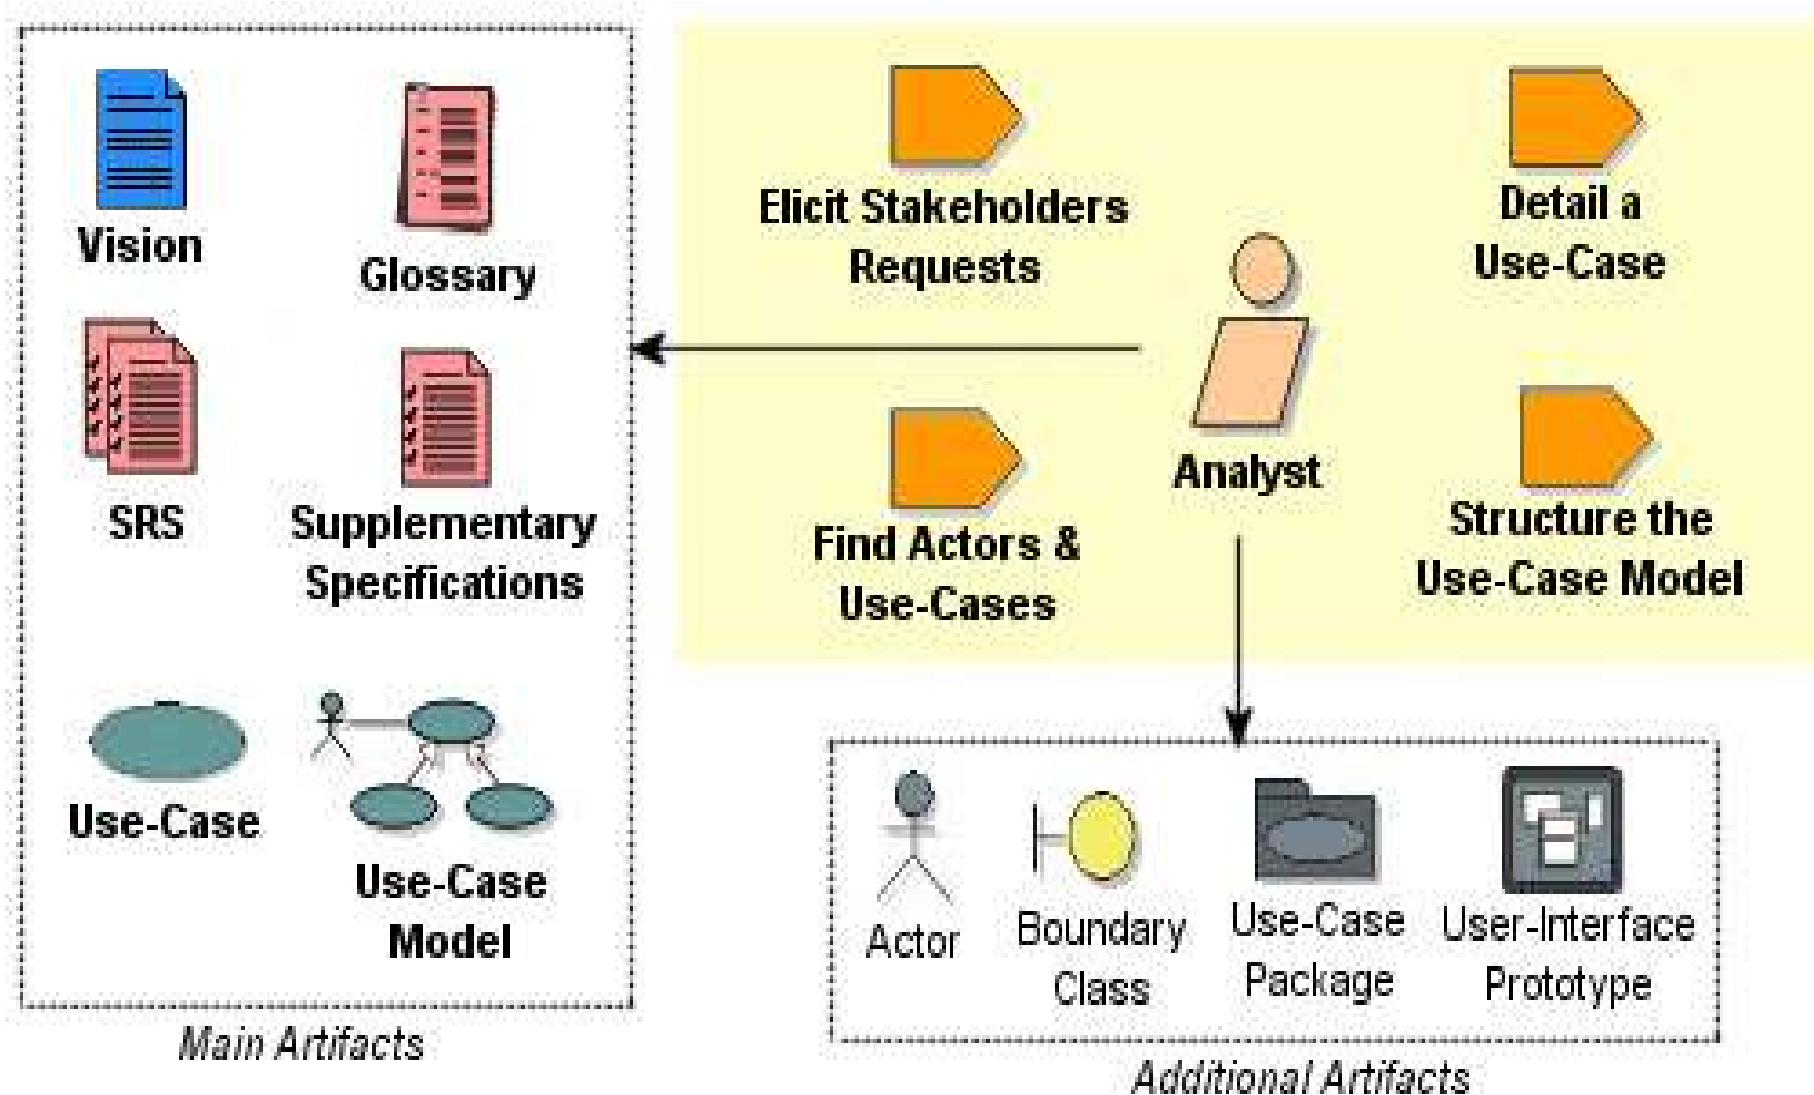 Vision
Glossary
SRS
Supplementary
Specifications
Use-Case
Use-Case
Model
Main Artifacts
Elicit Stakeholders
Requests
Detail a
Use-Case
Analyst
Find Actors &
Use-Cases
Structure the
Use-Case Model
Actor
Boundary
Class
Use-Case
Package
User-Interface
Prototype
Additional Artifacts